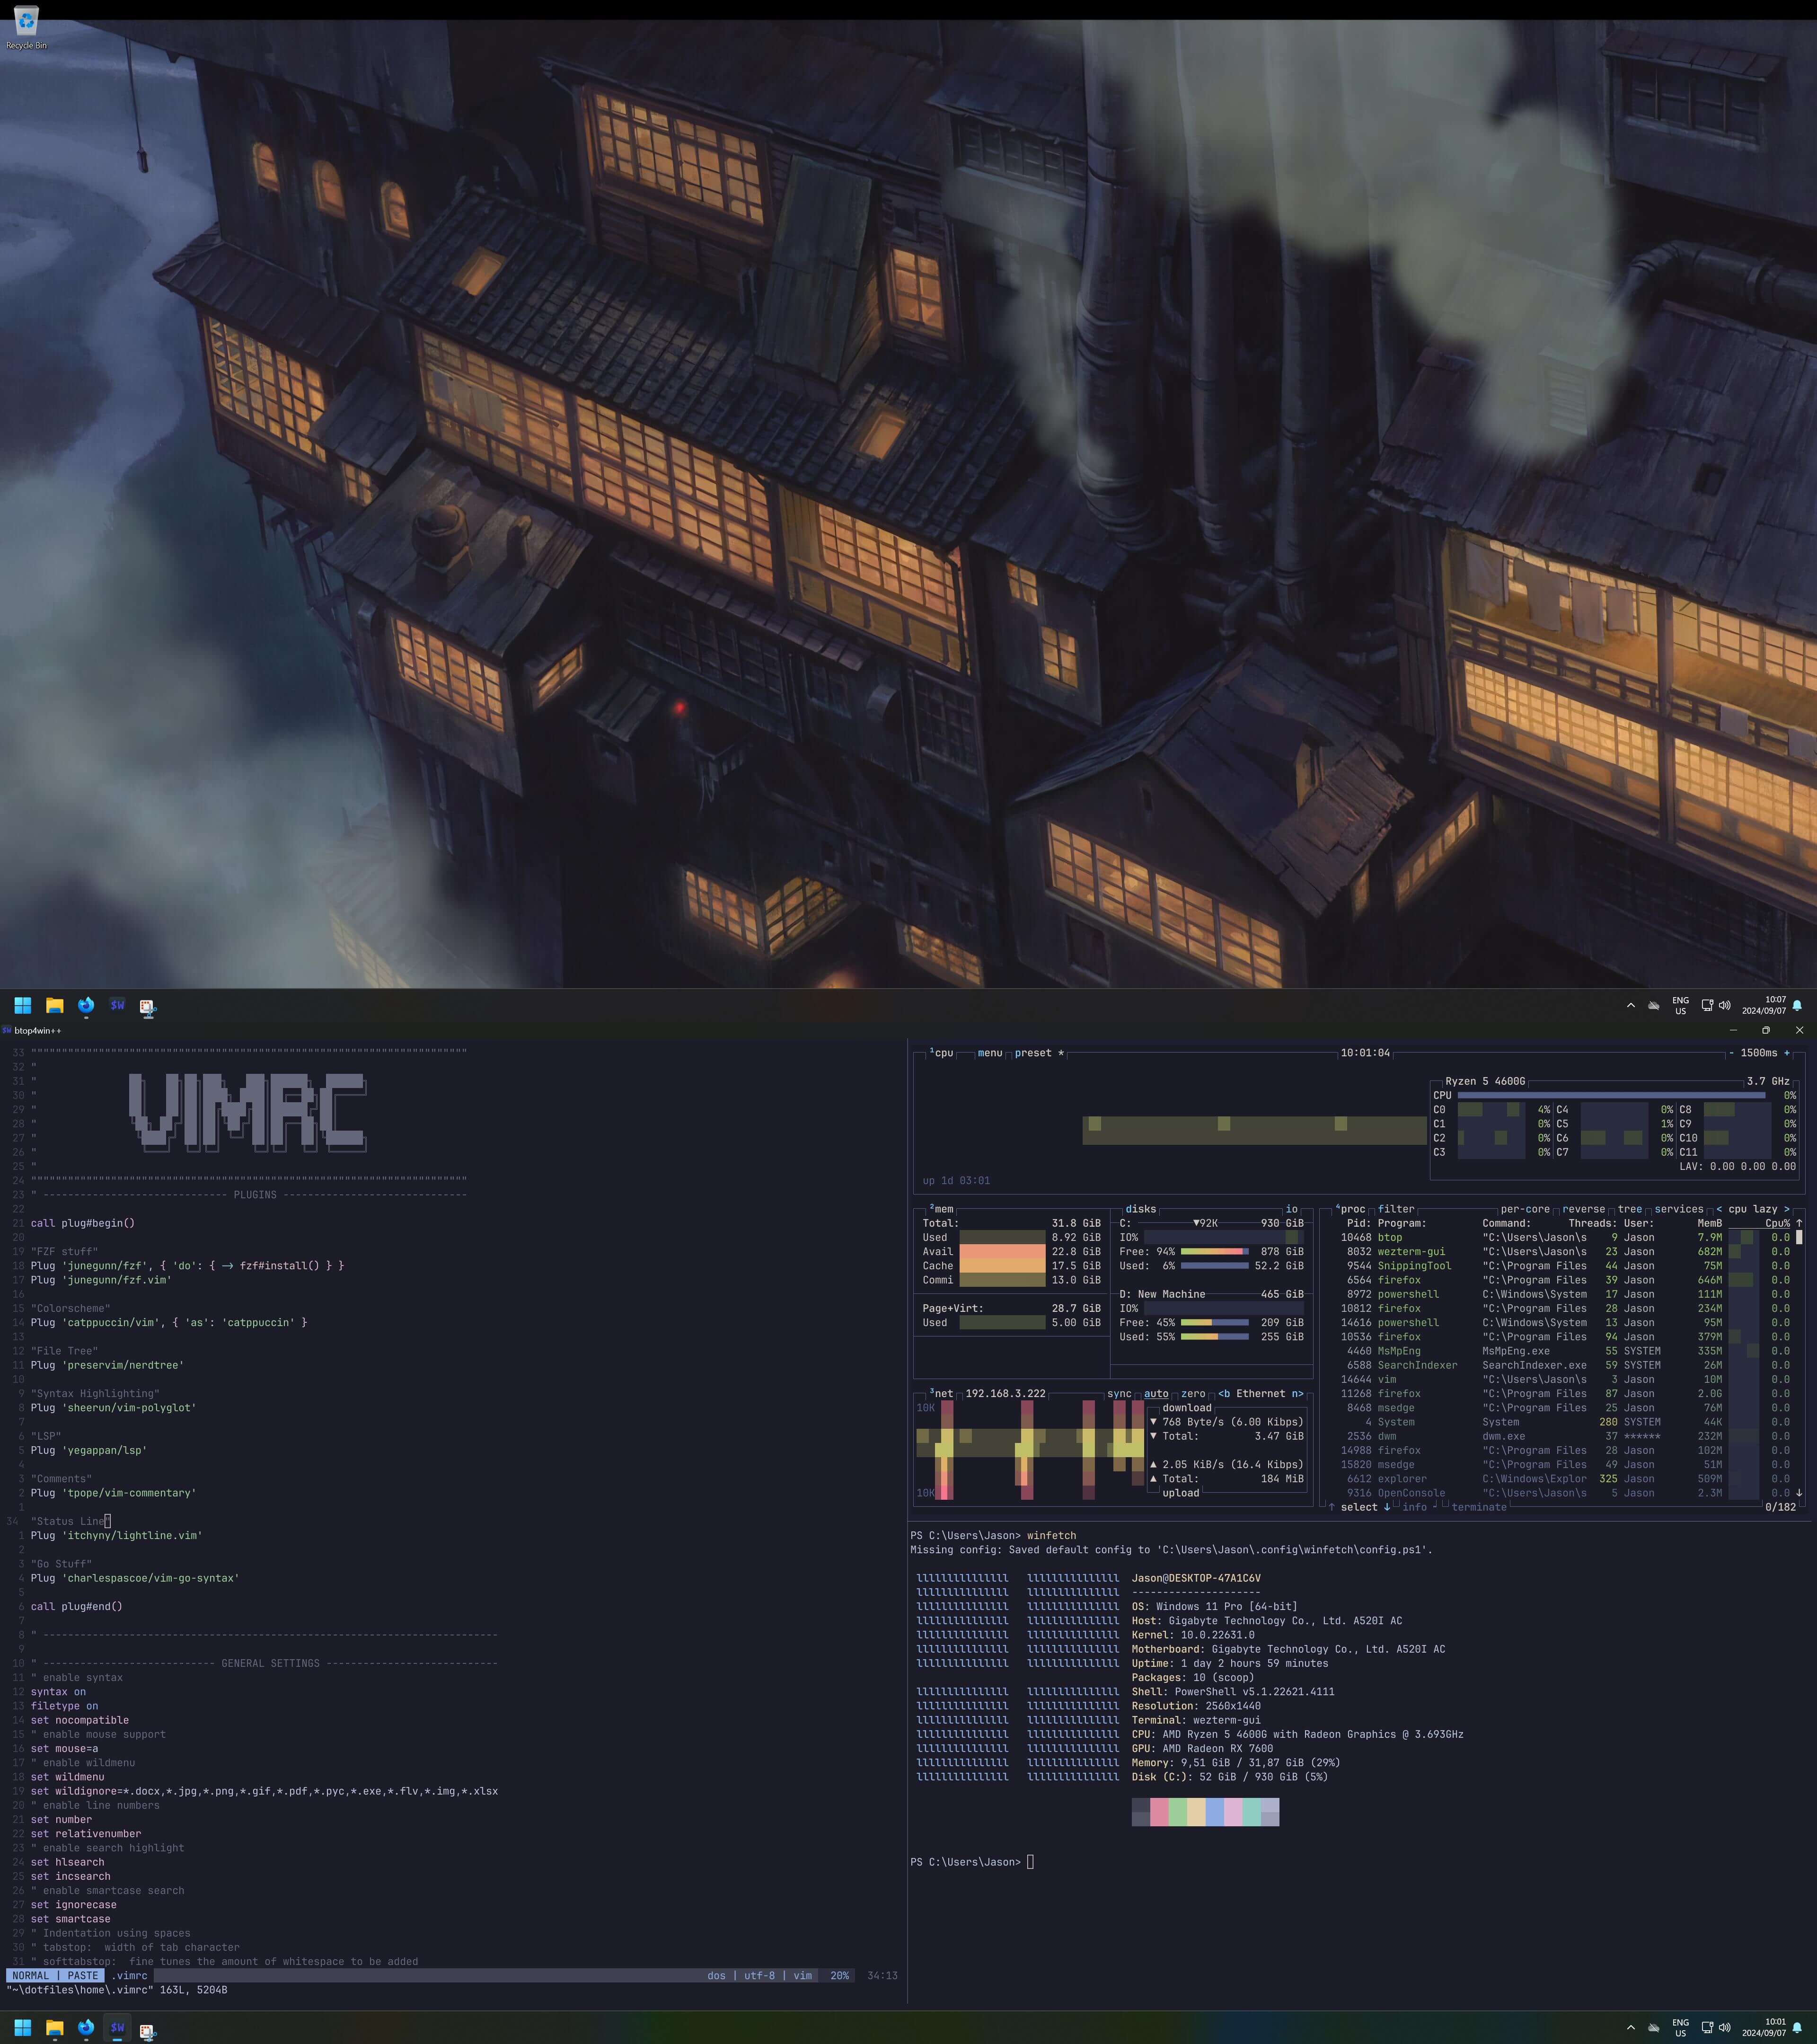 Recycle Bin
ENG
US
10:07
2024/09/07
$W btop4win++
33 """""""""""""""""""""""""""""""""""""""""""""""""""""""""""""""""""""""
32 "
31 "
30 "
29 "
28 "
27 "
26 "
25 "
VIMRC
24 """""""""""""""""""""""""""""""""""""""""""""""""""""""""""""""""""""""
23 " ------------------------------ PLUGINS ------------------------------
22
21 call plug#begin()
20
19 "FZF stuff"
18 Plug 'junegunn/fzf', { 'do': { -> fzf#install() } }
17 Plug 'junegunn/fzf.vim'
16
15 "Colorscheme"
14 Plug 'catppuccin/vim', { 'as': 'catppuccin' }
13
12 "File Tree"
11 Plug 'preservim/nerdtree'
10
9 "Syntax Highlighting"
8 Plug 'sheerun/vim-polyglot'
7
6 "LSP"
5 Plug 'yegappan/lsp'
4
3 "Comments"
2 Plug 'tpope/vim-commentary'
1
34 "Status Line"
1 Plug 'itchyny/lightline.vim'
2
3 "Go Stuff"
4 Plug 'charlespascoe/vim-go-syntax'
5
6 call plug#end()
7
8 " --------------------------------------------------------------------------
9
10 " ---------------------------- GENERAL SETTINGS ----------------------------
11 " enable syntax
12 syntax on
13 filetype on
14 set nocompatible
15 " enable mouse support
16 set mouse=a
17 " enable wildmenu
18 set wildmenu
19 set wildignore=*.docx,*.jpg,*.png,*.gif,*.pdf,*.pyc,*.exe,*.flv,*.img,*.xlsx
20 " enable line numbers
21 set number
22 set relativenumber
23 " enable search highlight
24 set hlsearch
25 set incsearch
26 " enable smartcase search
27 set ignorecase
28 set smartcase
29 " Indentation using spaces
30 " tabstop:  width of tab character
31 " softtabstop:  fine tunes the amount of whitespace to be added
NORMAL | PASTE .vimrc dos | utf-8 | vim 20% 34:13
"~\dotfiles\home\.vimrc" 163L, 5204B
¹cpu menu preset * 10:01:04 - 1500ms +
Ryzen 5 4600G 3.7 GHz
CPU 0%
C0 4% C4 0% C8 0%
C1 0% C5 1% C9 0%
C2 0% C6 0% C10 0%
C3 0% C7 0% C11 0%
LAV: 0.00 0.00 0.00
up 1d 03:01
²mem
Total: 31.8 GiB
Used 8.92 GiB
Avail 22.8 GiB
Cache 17.5 GiB
Commi 13.0 GiB
Page+Virt: 28.7 GiB
Used 5.00 GiB
disks io
C: ▼92K 930 GiB
IO%
Free: 94% 878 GiB
Used: 6% 52.2 GiB
D: New Machine 465 GiB
IO%
Free: 45% 209 GiB
Used: 55% 255 GiB
³net 192.168.3.222 sync auto zero <b Ethernet n>
10K
download
▼ 768 Byte/s (6.00 Kibps)
▼ Total: 3.47 GiB
▲ 2.05 KiB/s (16.4 Kibps)
▲ Total: 184 MiB
10K
upload
⁴proc filter per-core reverse tree services < cpu lazy >
Pid: Program: Command: Threads: User: MemB Cpu% ↑
10468 btop "C:\Users\Jason\s 9 Jason 7.9M 0.0
8032 wezterm-gui "C:\Users\Jason\s 23 Jason 682M 0.0
9544 SnippingTool "C:\Program Files 44 Jason 75M 0.0
6564 firefox "C:\Program Files 39 Jason 646M 0.0
8972 powershell C:\Windows\System 17 Jason 111M 0.0
10812 firefox "C:\Program Files 28 Jason 234M 0.0
14616 powershell C:\Windows\System 13 Jason 95M 0.0
10536 firefox "C:\Program Files 94 Jason 379M 0.0
4460 MsMpEng MsMpEng.exe 55 SYSTEM 335M 0.0
6588 SearchIndexer SearchIndexer.exe 59 SYSTEM 26M 0.0
14644 vim "C:\Users\Jason\s 3 Jason 10M 0.0
11268 firefox "C:\Program Files 87 Jason 2.0G 0.0
8468 msedge "C:\Program Files 25 Jason 76M 0.0
4 System System 280 SYSTEM 44K 0.0
2536 dwm dwm.exe 37 ****** 232M 0.0
14988 firefox "C:\Program Files 28 Jason 102M 0.0
15820 msedge "C:\Program Files 49 Jason 51M 0.0
6612 explorer C:\Windows\Explor 325 Jason 509M 0.0
9316 OpenConsole "C:\Users\Jason\s 5 Jason 2.3M 0.0 ↓
↑ select ↓ info ↲ terminate 0/182
PS C:\Users\Jason> winfetch
Missing config: Saved default config to 'C:\Users\Jason\.config\winfetch\config.ps1'.
lllllllllllllll   lllllllllllllll Jason@DESKTOP-47A1C6V
lllllllllllllll   lllllllllllllll ---------------------
lllllllllllllll   lllllllllllllll OS: Windows 11 Pro [64-bit]
lllllllllllllll   lllllllllllllll Host: Gigabyte Technology Co., Ltd. A520I AC
lllllllllllllll   lllllllllllllll Kernel: 10.0.22631.0
lllllllllllllll   lllllllllllllll Motherboard: Gigabyte Technology Co., Ltd. A520I AC
lllllllllllllll   lllllllllllllll Uptime: 1 day 2 hours 59 minutes
Packages: 10 (scoop)
lllllllllllllll   lllllllllllllll Shell: PowerShell v5.1.22621.4111
lllllllllllllll   lllllllllllllll Resolution: 2560x1440
lllllllllllllll   lllllllllllllll Terminal: wezterm-gui
lllllllllllllll   lllllllllllllll CPU: AMD Ryzen 5 4600G with Radeon Graphics @ 3.693GHz
lllllllllllllll   lllllllllllllll GPU: AMD Radeon RX 7600
lllllllllllllll   lllllllllllllll Memory: 9,51 GiB / 31,87 GiB (29%)
lllllllllllllll   lllllllllllllll Disk (C:): 52 GiB / 930 GiB (5%)
PS C:\Users\Jason>
$W
ENG
US
10:01
2024/09/07